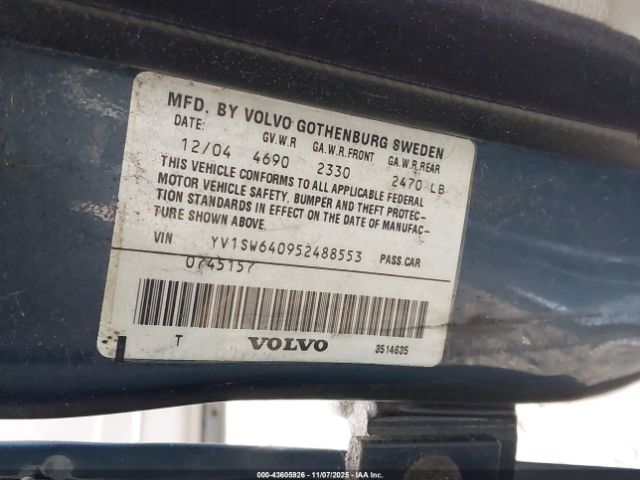 MFD. BY VOLVO GOTHENBURG SWEDEN
DATE: GV.W.R GA.W.R.FRONT GA.W.R.REAR
12/04 4690 2330 2470 LB
THIS VEHICLE CONFORMS TO ALL APPLICABLE FEDERAL
MOTOR VEHICLE SAFETY, BUMPER AND THEFT PROTEC-
TION STANDARDS IN EFFECT ON THE DATE OF MANUFAC-
TURE SHOWN ABOVE.
VIN YV1SW640952488553 PASS.CAR
0745157
T VOLVO 3514635
000-43605926 - 11/07/2025 - IAA Inc.